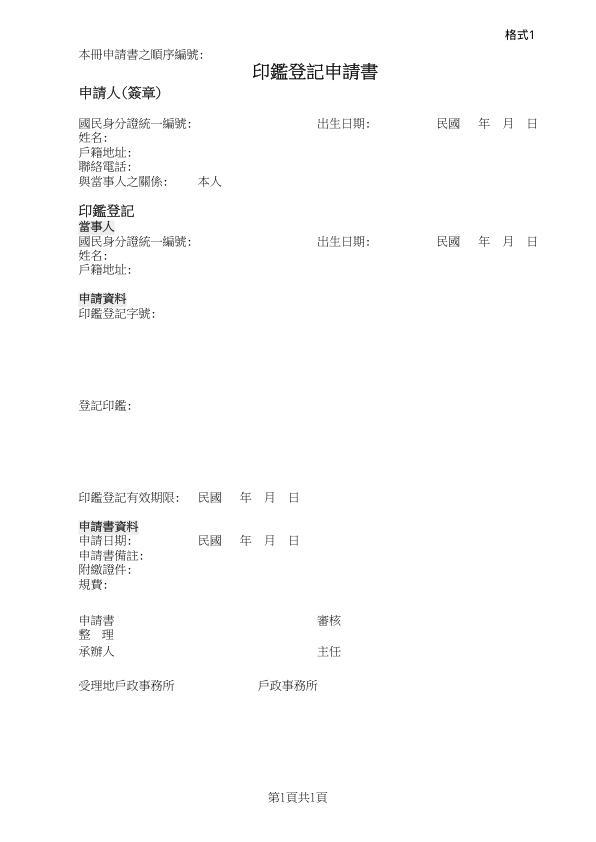 格式1
本冊申請書之順序編號:
印鑑登記申請書
申請人(簽章)
國民身分證統一編號: 出生日期: 民國 年 月 日
姓名:
戶籍地址:
聯絡電話:
與當事人之關係: 本人
印鑑登記
當事人
國民身分證統一編號: 出生日期: 民國 年 月 日
姓名:
戶籍地址:
申請資料
印鑑登記字號:
登記印鑑:
印鑑登記有效期限: 民國 年 月 日
申請書資料
申請日期: 民國 年 月 日
申請書備註:
附繳證件:
規費:
申請書 審核
整 理
承辦人 主任
受理地戶政事務所 戶政事務所
第1頁共1頁